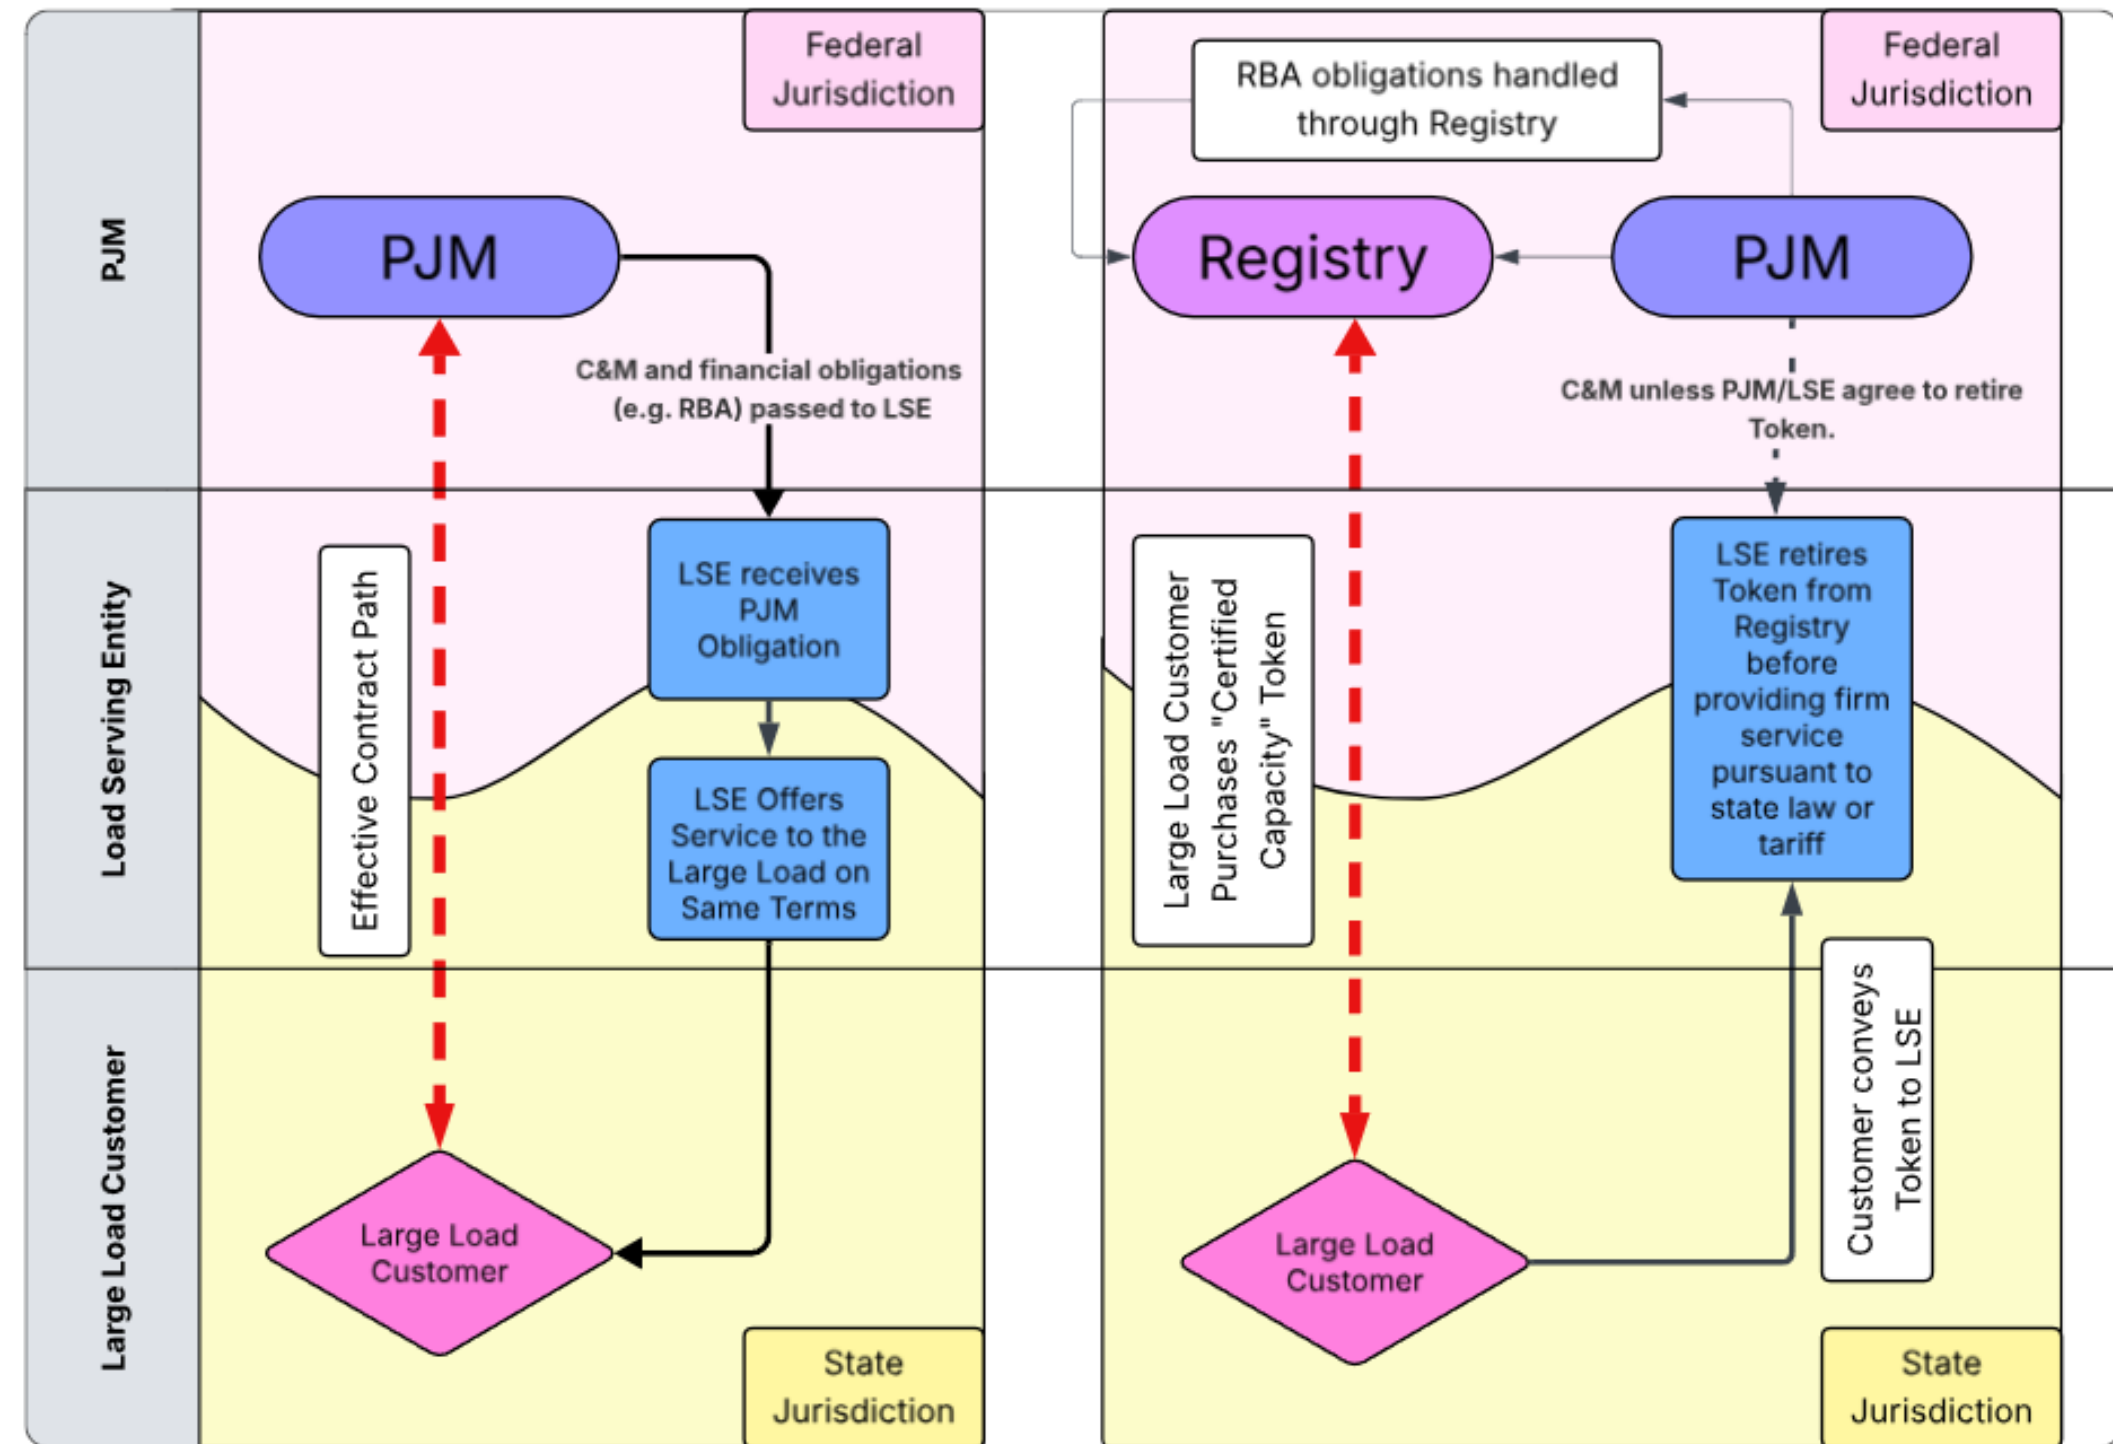 PJM
Load Serving Entity
Large Load Customer
Federal
Jurisdiction
PJM
C&M and financial obligations
(e.g. RBA) passed to LSE
Effective Contract Path
LSE receives
PJM
Obligation
LSE Offers
Service to the
Large Load on
Same Terms
Large Load
Customer
State
Jurisdiction
Federal
Jurisdiction
RBA obligations handled
through Registry
Registry
PJM
C&M unless PJM/LSE agree to retire
Token.
Large Load Customer
Purchases "Certified
Capacity" Token
LSE retires
Token from
Registry
before
providing firm
service
pursuant to
state law or
tariff
Customer conveys
Token to LSE
Large Load
Customer
State
Jurisdiction